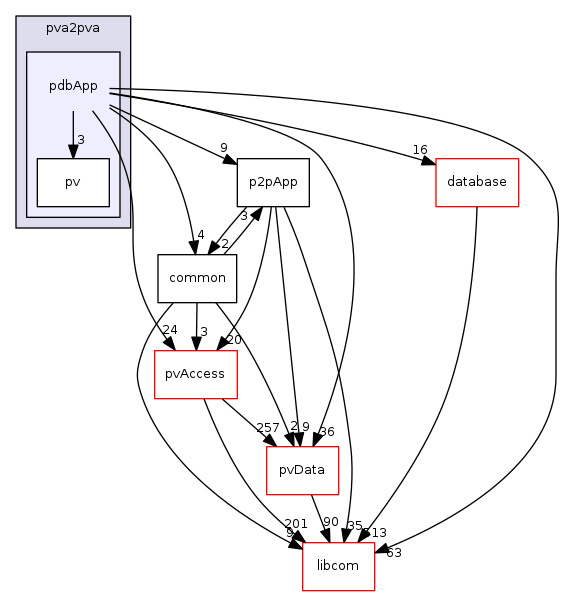 pva2pva
pdbApp
3
9
16
pv
p2pApp
database
4
2
3
common
24
3
20
pvAccess
257
2
9
36
pvData
201
9
90
35
13
63
libcom